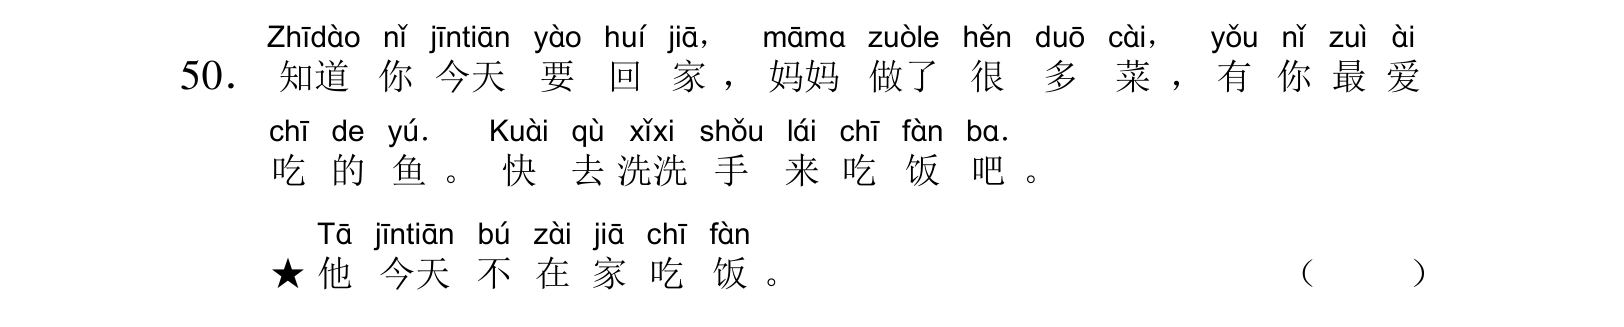 Zhīdào nǐ jīntiān yào huí jiā, māma zuòle hěn duō cài, yǒu nǐ zuì ài
50. 知道 你 今天 要 回 家，妈妈 做了 很 多 菜，有 你 最 爱
chī de yú. Kuài qù xǐxi shǒu lái chī fàn ba.
吃 的 鱼。快 去 洗洗 手 来 吃 饭 吧。
Tā jīntiān bú zài jiā chī fàn
★ 他 今天 不 在 家 吃 饭。 （ ）